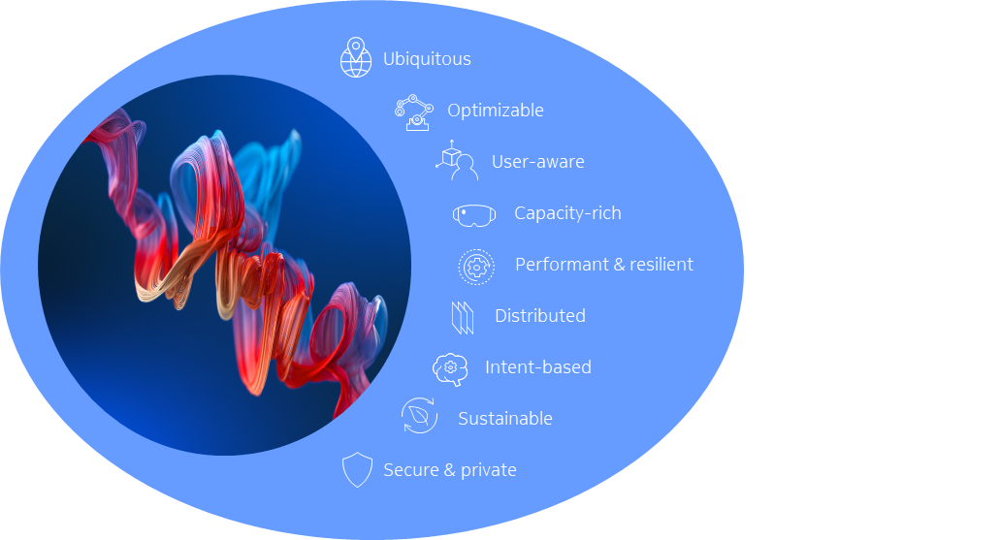 Ubiquitous
Optimizable
User-aware
Capacity-rich
Performant & resilient
Distributed
Intent-based
Sustainable
Secure & private